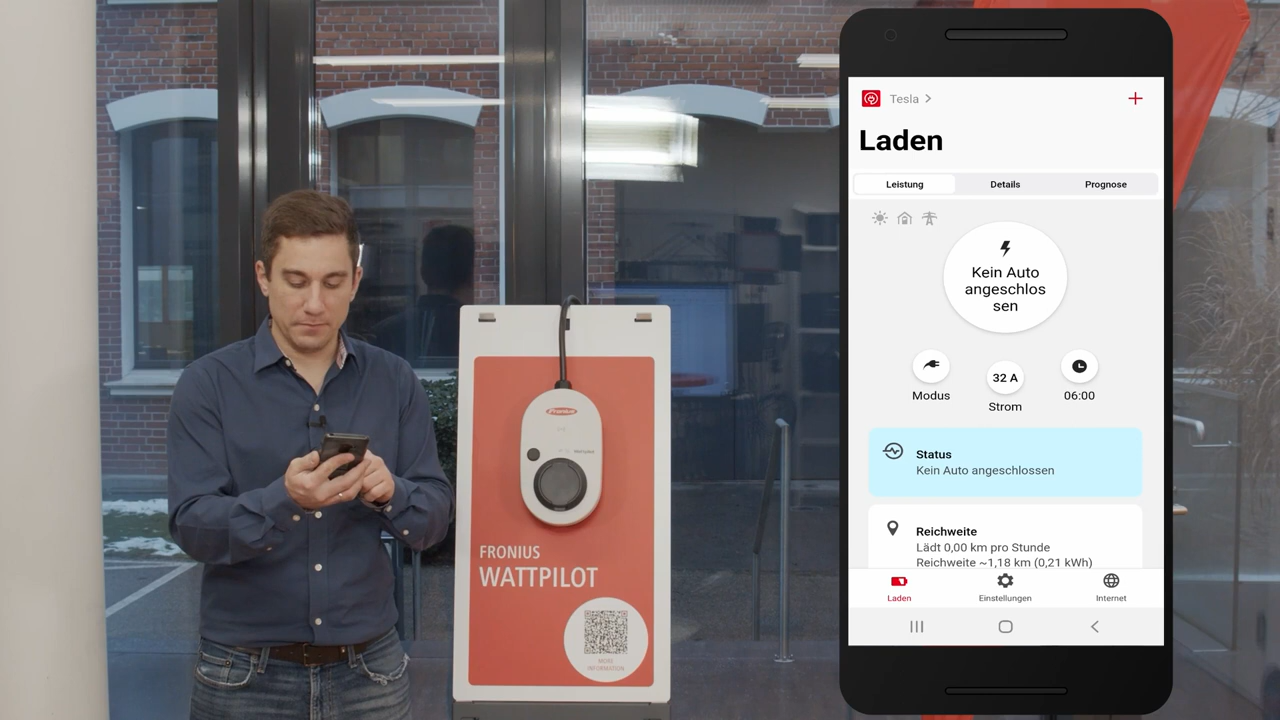 Fronius
FRONIUS
WATTPILOT
MORE
INFORMATION
Tesla
Laden
Leistung
Details
Prognose
Kein Auto
angeschlos
sen
Modus
32 A
Strom
06:00
Status
Kein Auto angeschlossen
Reichweite
Lädt 0,00 km pro Stunde
Reichweite ~1,18 km (0,21 kWh)
Laden
Einstellungen
Internet